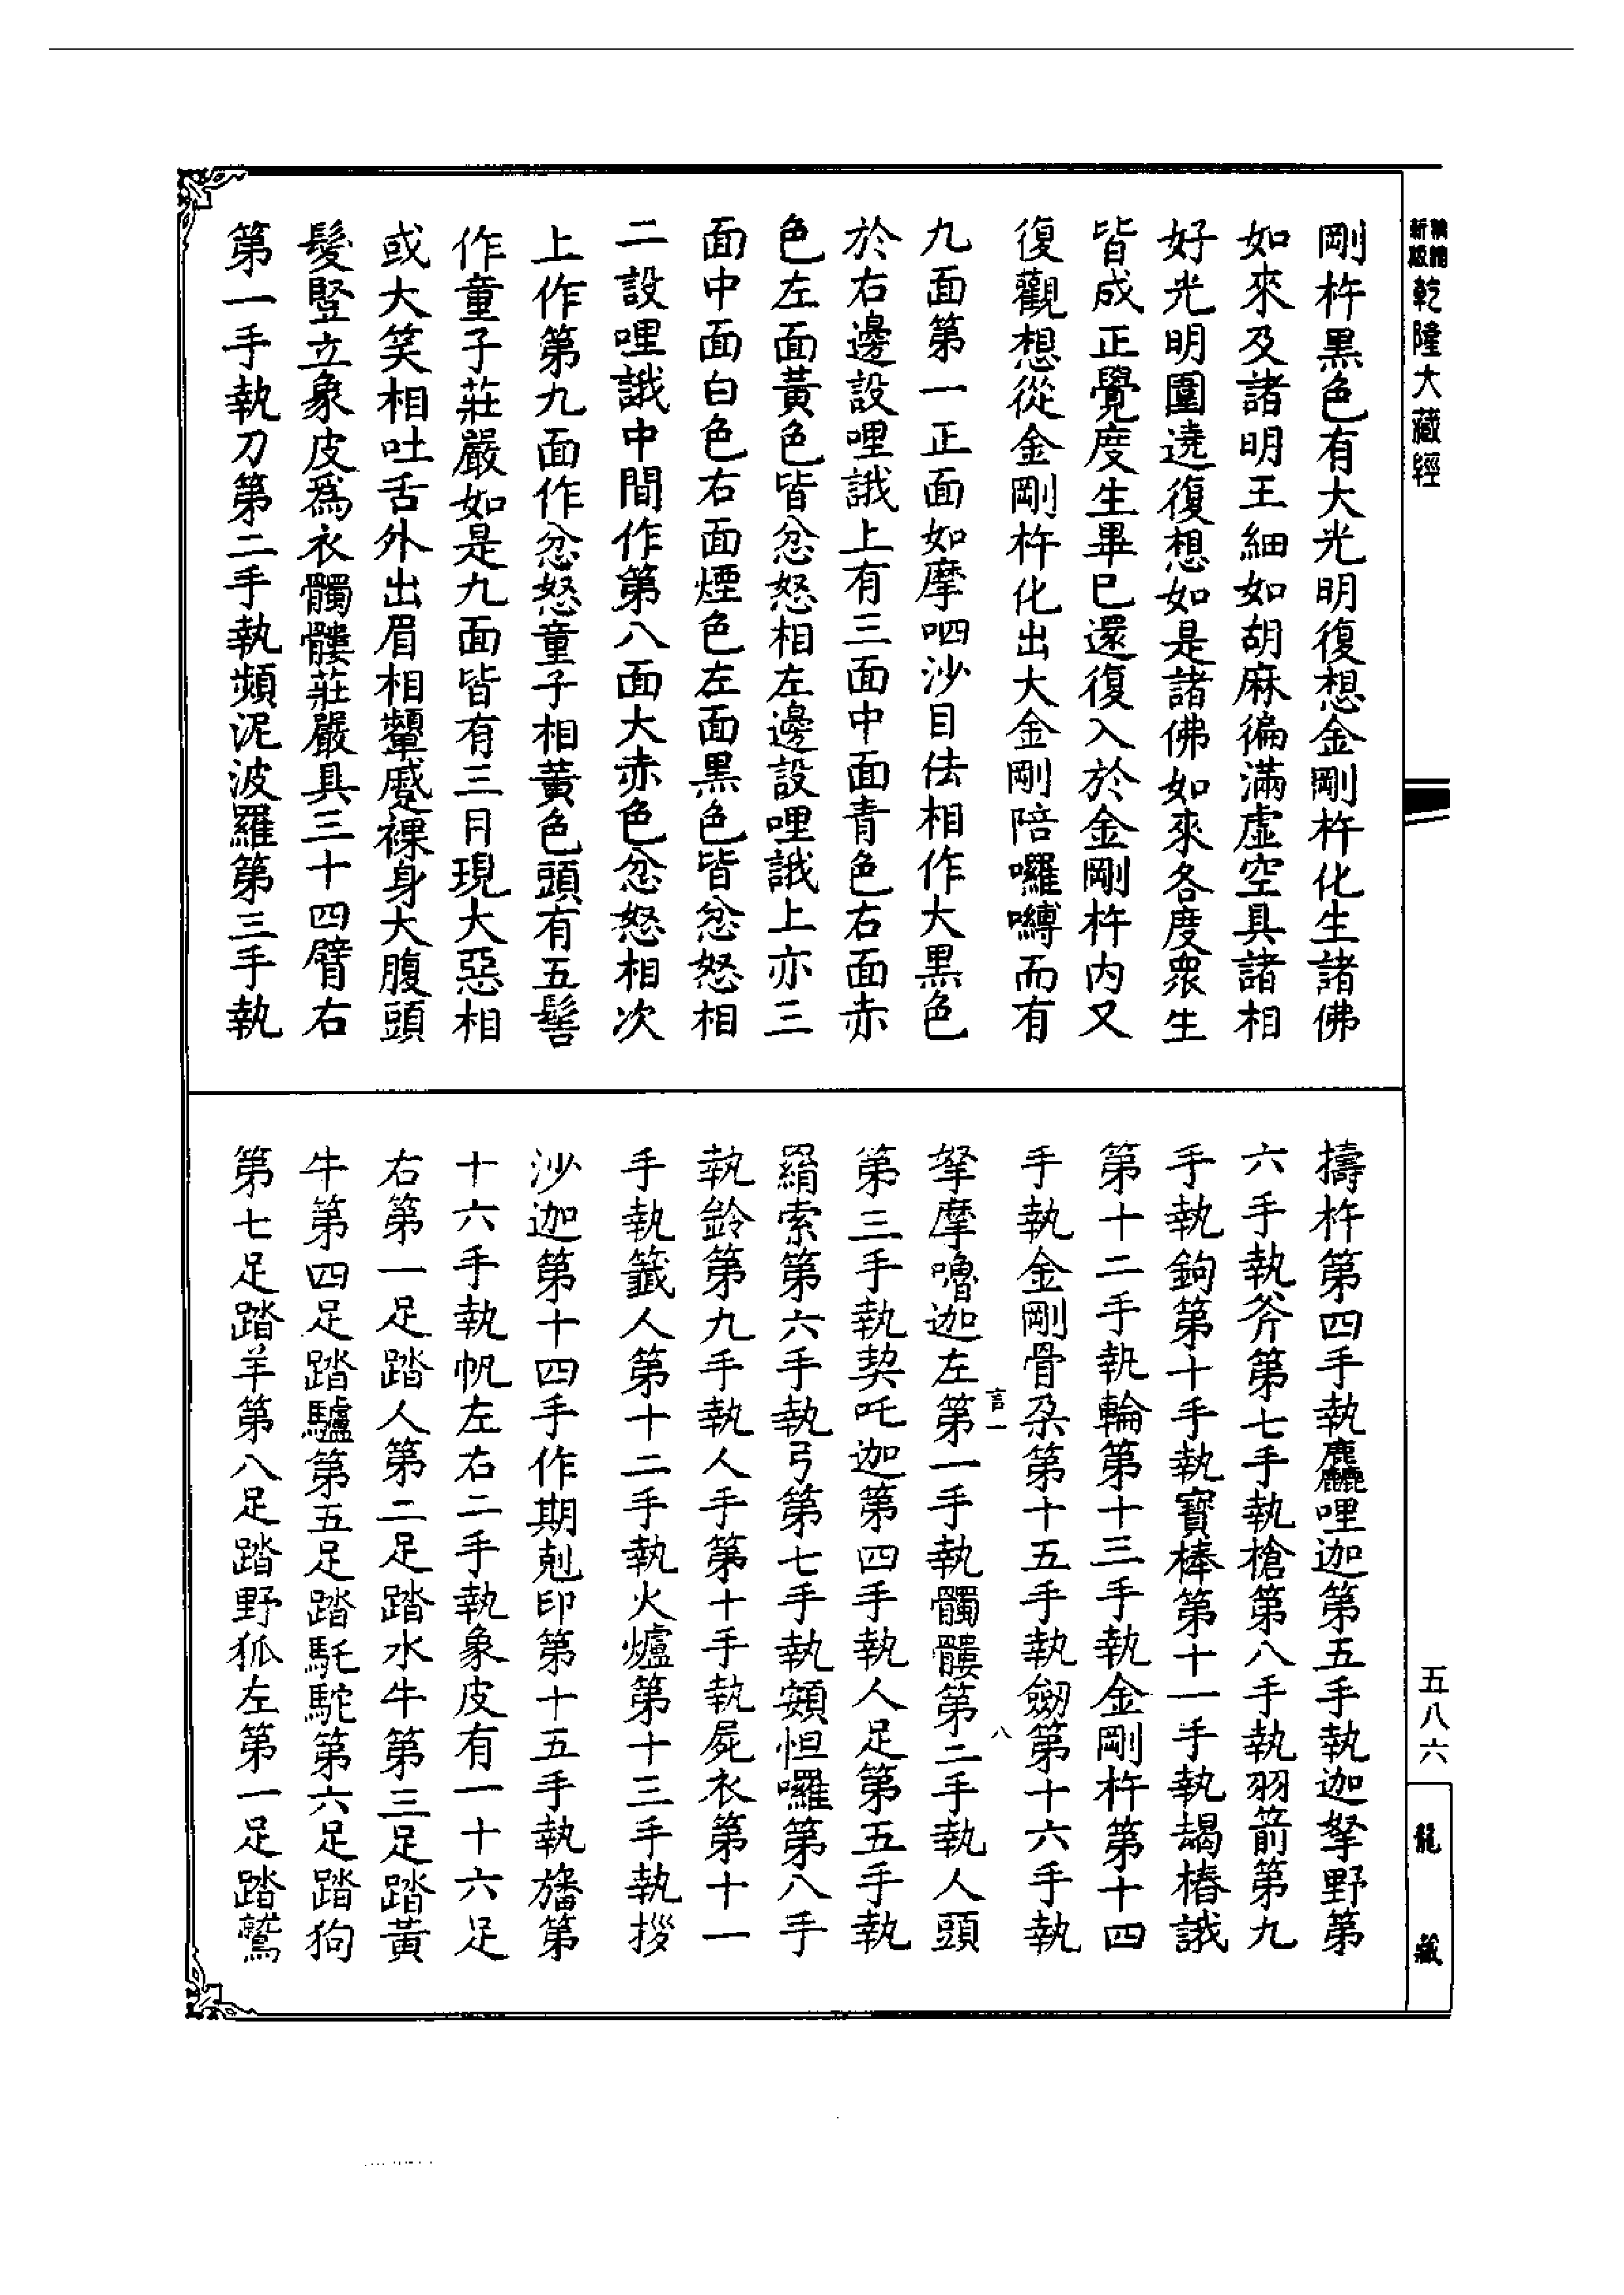 乾隆大藏經
剛杵黑色有大光明復想金剛杵化生諸佛
如來及諸明王細如胡麻徧滿虛空具諸相
好光明圍遶復想如是諸佛如來各度衆生
皆成正覺度生畢已還復入於金剛杵内又
復觀想從金剛杵化出大金剛陪囉嚩而有
九面第一正面如摩呬沙目佉相作大黑色
於右邊設哩誐上有三面中面青色右面赤
色左面黃色皆忿怒相左邊設哩誐上亦三
面中面白色右面煙色左面黑色皆忿怒相
二設哩誐中間作第八面大赤色忿怒相次
上作第九面作忿怒童子相黃色頭有五髻
作童子莊嚴如是九面皆有三目現大惡相
或大笑相吐舌外出眉相顰蹙裸身大腹頭
髮豎立象皮爲衣髑髏莊嚴具三十四臂右
第一手執刀第二手執頻泥波羅第三手執
擣杵第四手執麤哩迦第五手執迦拏野第
六手執斧第七手執槍第八手執羽箭第九
手執鉤第十手執寶棒第十一手執朅樁誐
第十二手執輪第十三手執金剛杵第十四
手執金剛骨朶第十五手執劒第十六手執
拏摩嚕迦左第一手執髑髏第二手執人頭
第三手執契吒迦第四手執人足第五手執
羂索第六手執弓第七手執頞怛囉第八手
執鈴第九手執人手第十手執屍衣第十一
手執籤人第十二手執火爐第十三手執拶
沙迦第十四手作期剋印第十五手執旛第
十六手執帆左右二手執象皮有一十六足
右第一足踏人第二足踏水牛第三足踏黃
牛第四足踏驢第五足踏馲駝第六足踏狗
第七足踏羊第八足踏野狐左第一足踏鷲
言一
八
五八六
龍藏